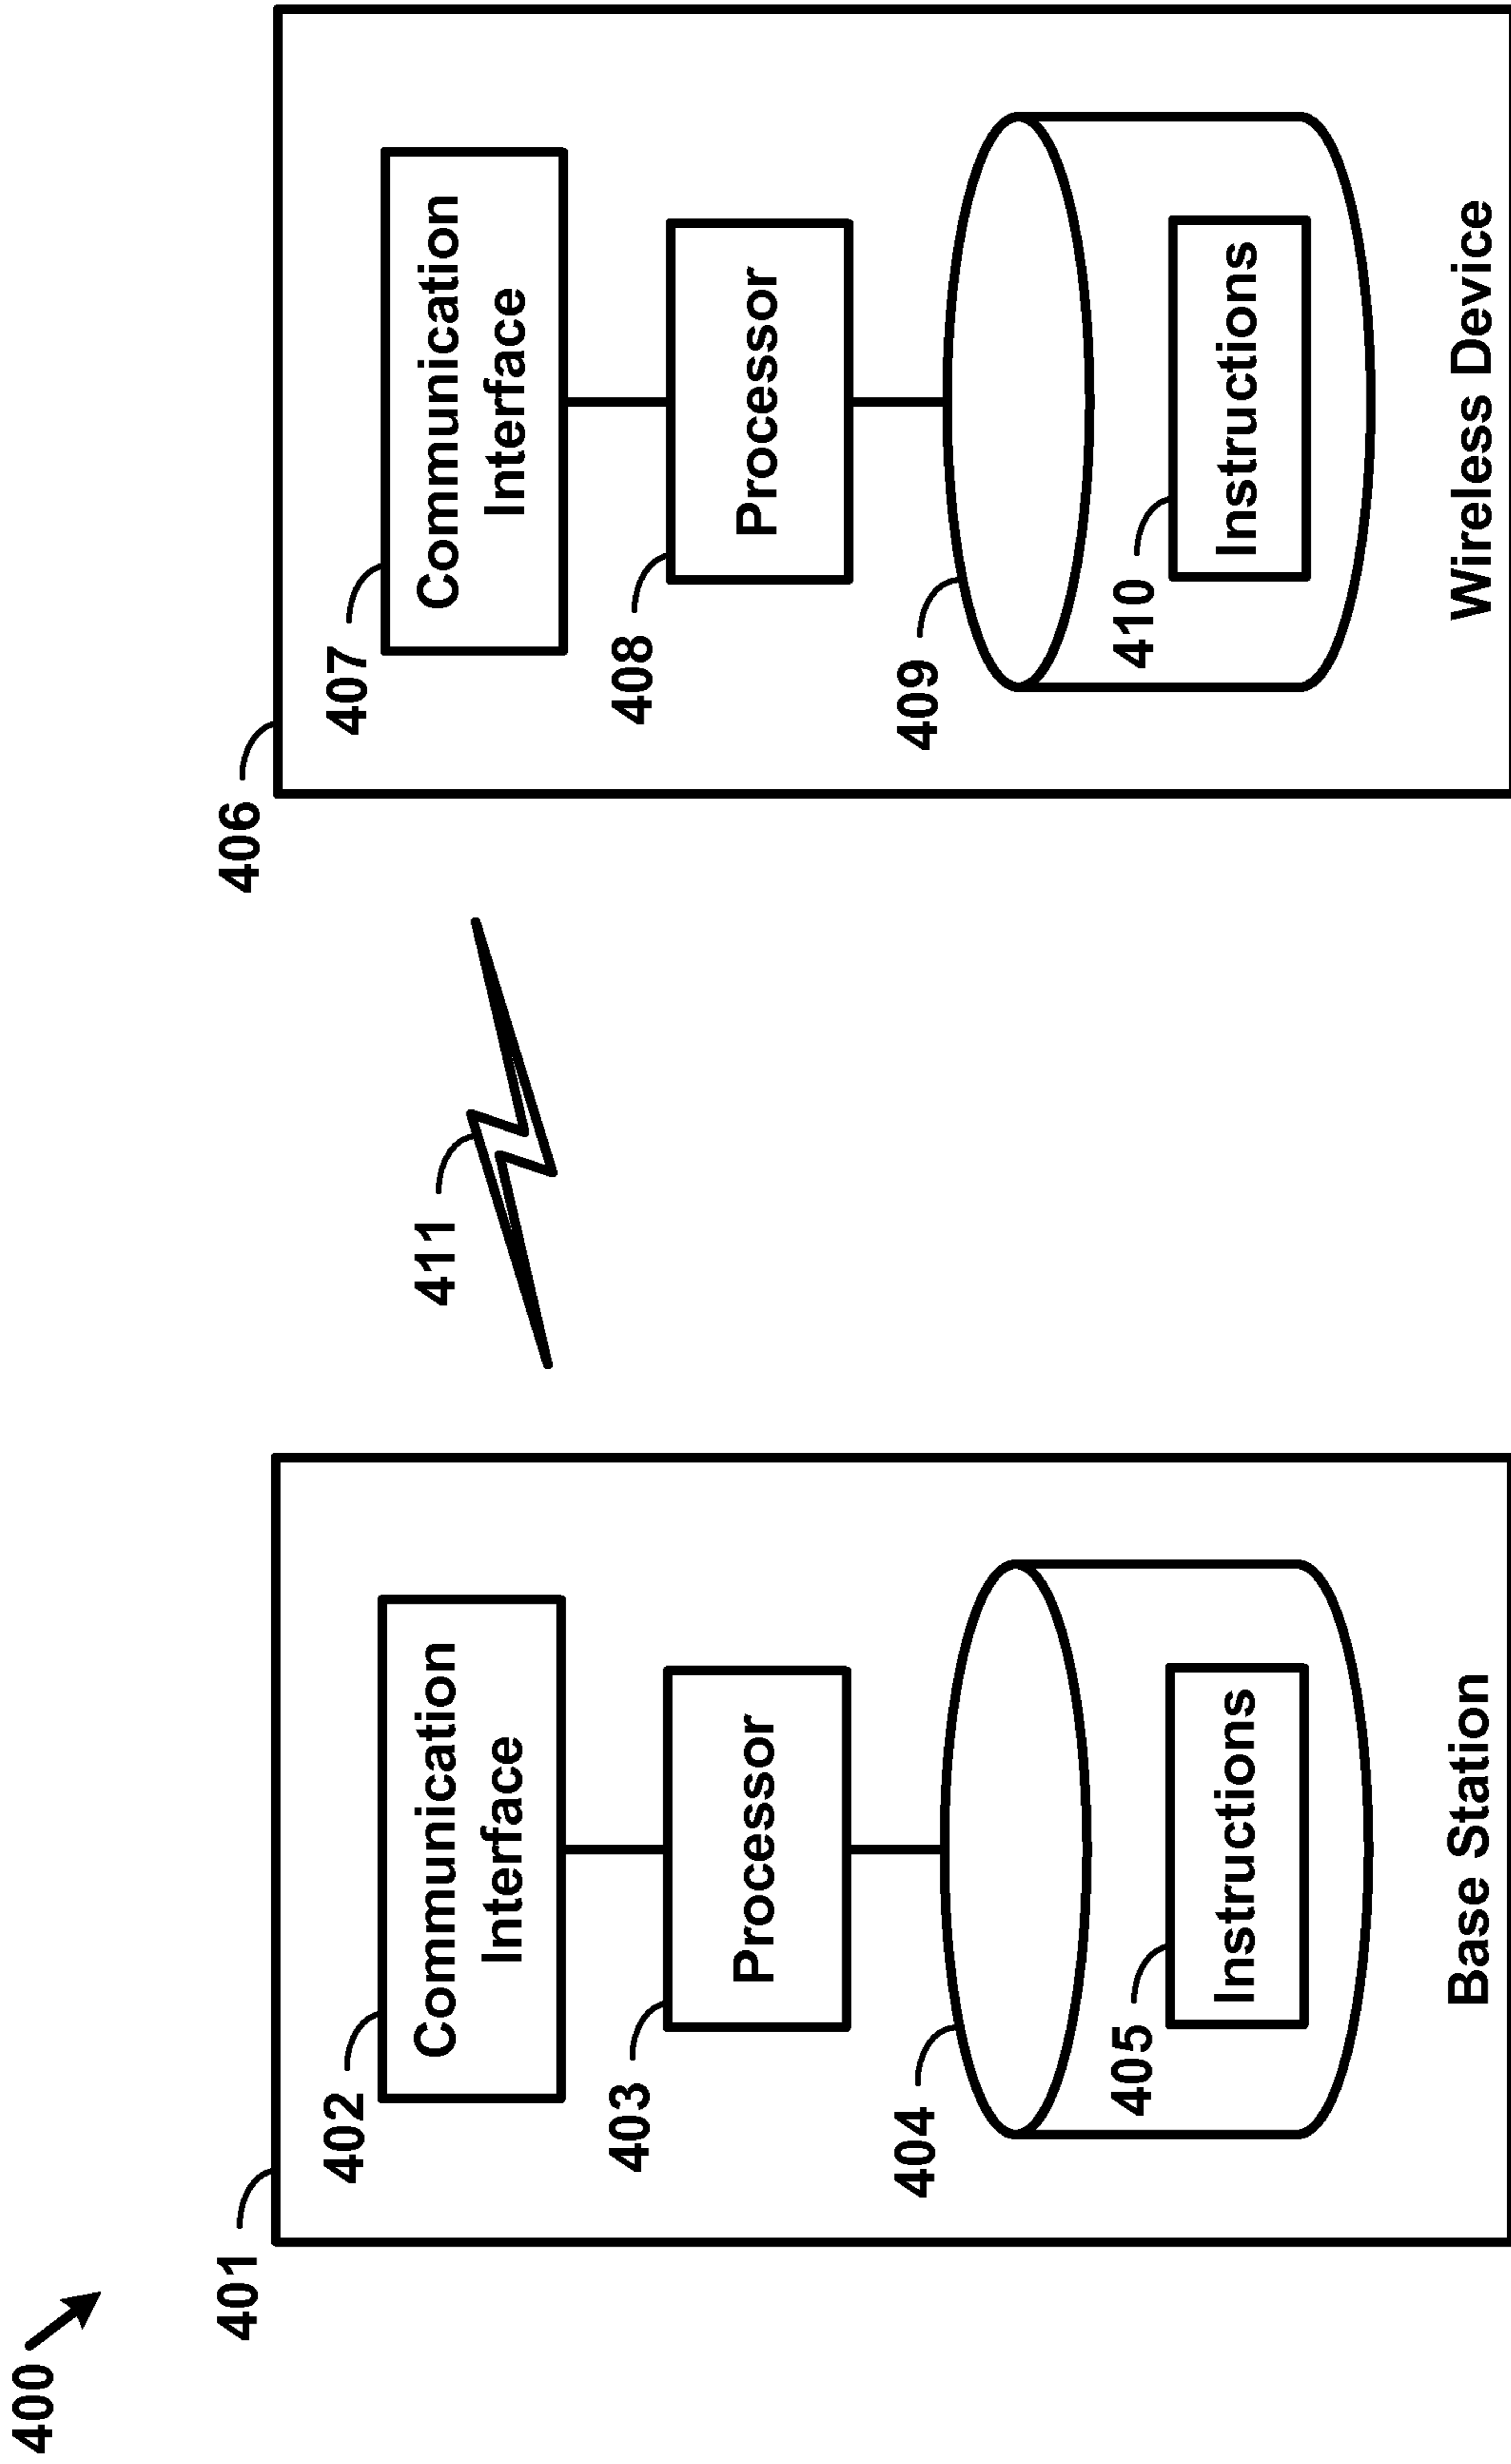 400
401
402
Communication
Interface
403
Processor
404
405
Instructions
Base Station
411
406
407
Communication
Interface
408
Processor
409
410
Instructions
Wireless Device